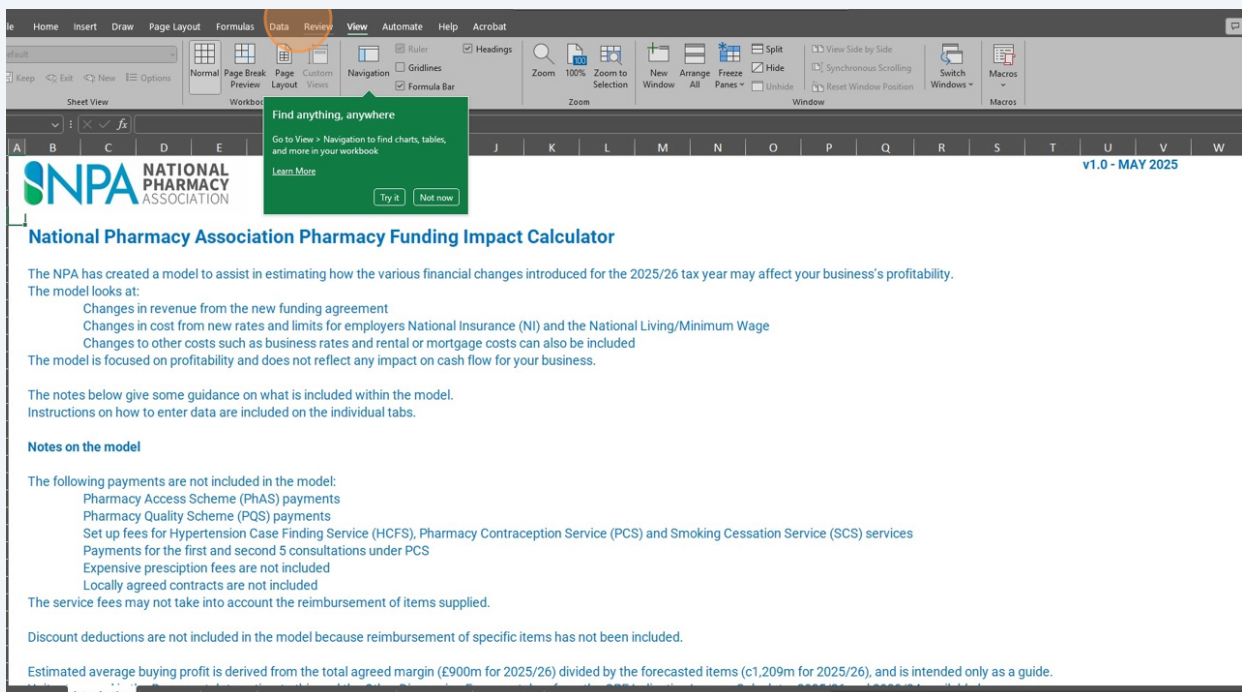 Home Insert Draw Page Layout Formulas Data Review View Automate Help Acrobat
Keep Exit New Options
Sheet View
Normal Page Break Preview Page Layout Custom Views
Navigation
Ruler
Gridlines
Formula Bar
Headings
Zoom 100% Zoom to Selection
Zoom
New Window Arrange All Freeze Panes
Split
Hide
Unhide
View Side by Side
Synchronous Scrolling
Reset Window Position
Switch Windows
Window
Macros
Macros
Find anything, anywhere
Go to View > Navigation to find charts, tables,
and more in your workbook
Learn More
Try it Not now
fx
A B C D E J K L M N O P Q R S T U V W
NPA NATIONAL
PHARMACY
ASSOCIATION
v1.0 - MAY 2025
National Pharmacy Association Pharmacy Funding Impact Calculator
The NPA has created a model to assist in estimating how the various financial changes introduced for the 2025/26 tax year may affect your business's profitability.
The model looks at:
Changes in revenue from the new funding agreement
Changes in cost from new rates and limits for employers National Insurance (NI) and the National Living/Minimum Wage
Changes to other costs such as business rates and rental or mortgage costs can also be included
The model is focused on profitability and does not reflect any impact on cash flow for your business.
The notes below give some guidance on what is included within the model.
Instructions on how to enter data are included on the individual tabs.
Notes on the model
The following payments are not included in the model:
Pharmacy Access Scheme (PhAS) payments
Pharmacy Quality Scheme (PQS) payments
Set up fees for Hypertension Case Finding Service (HCFS), Pharmacy Contraception Service (PCS) and Smoking Cessation Service (SCS) services
Payments for the first and second 5 consultations under PCS
Expensive presciption fees are not included
Locally agreed contracts are not included
The service fees may not take into account the reimbursement of items supplied.
Discount deductions are not included in the model because reimbursement of specific items has not been included.
Estimated average buying profit is derived from the total agreed margin (£900m for 2025/26) divided by the forecasted items (c1,209m for 2025/26), and is intended only as a guide.